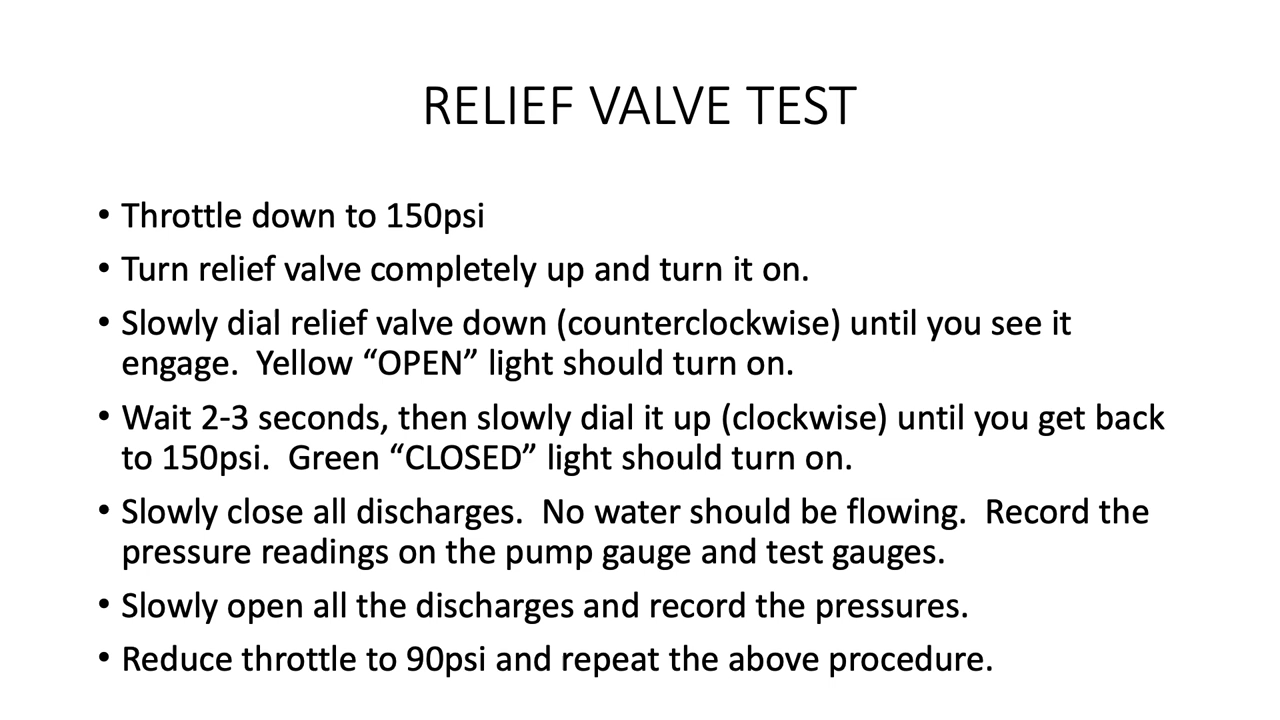 RELIEF VALVE TEST
• Throttle down to 150psi
• Turn relief valve completely up and turn it on.
• Slowly dial relief valve down (counterclockwise) until you see it
engage.  Yellow “OPEN” light should turn on.
• Wait 2-3 seconds, then slowly dial it up (clockwise) until you get back
to 150psi.  Green “CLOSED” light should turn on.
• Slowly close all discharges.  No water should be flowing.  Record the
pressure readings on the pump gauge and test gauges.
• Slowly open all the discharges and record the pressures.
• Reduce throttle to 90psi and repeat the above procedure.